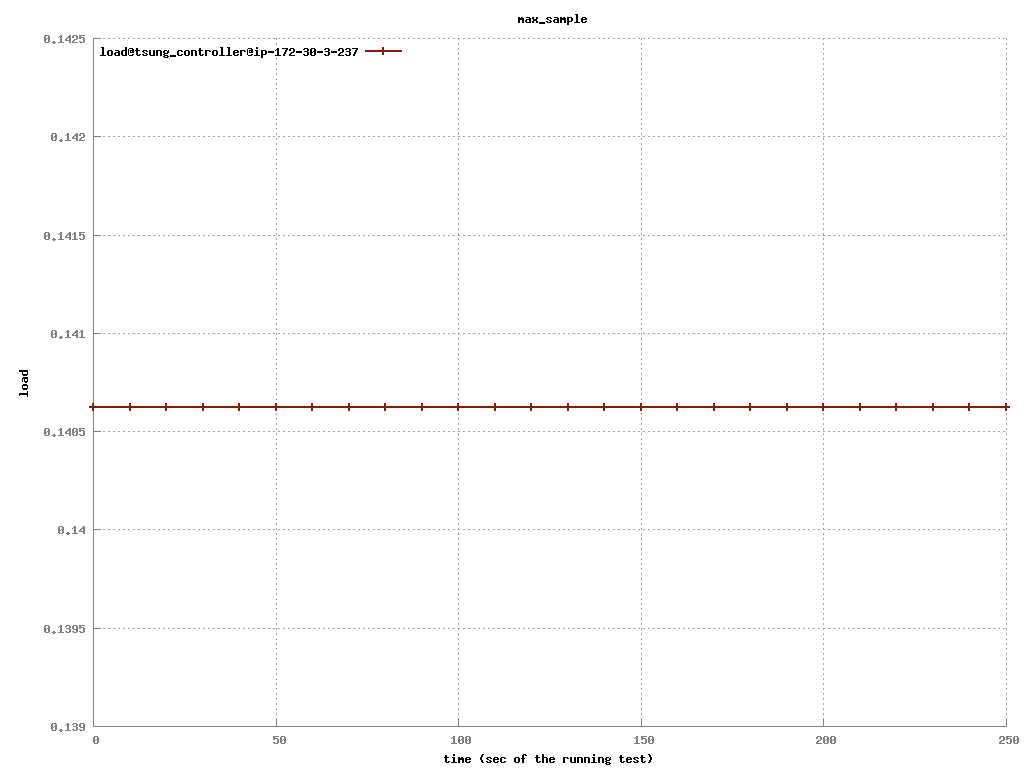 max_sample
0.1425
load@tsung_controller@ip-172-30-3-237
0.142
0.1415
0.141
load
0.1405
0.14
0.1395
0.139
0 50 100 150 200 250
time (sec of the running test)